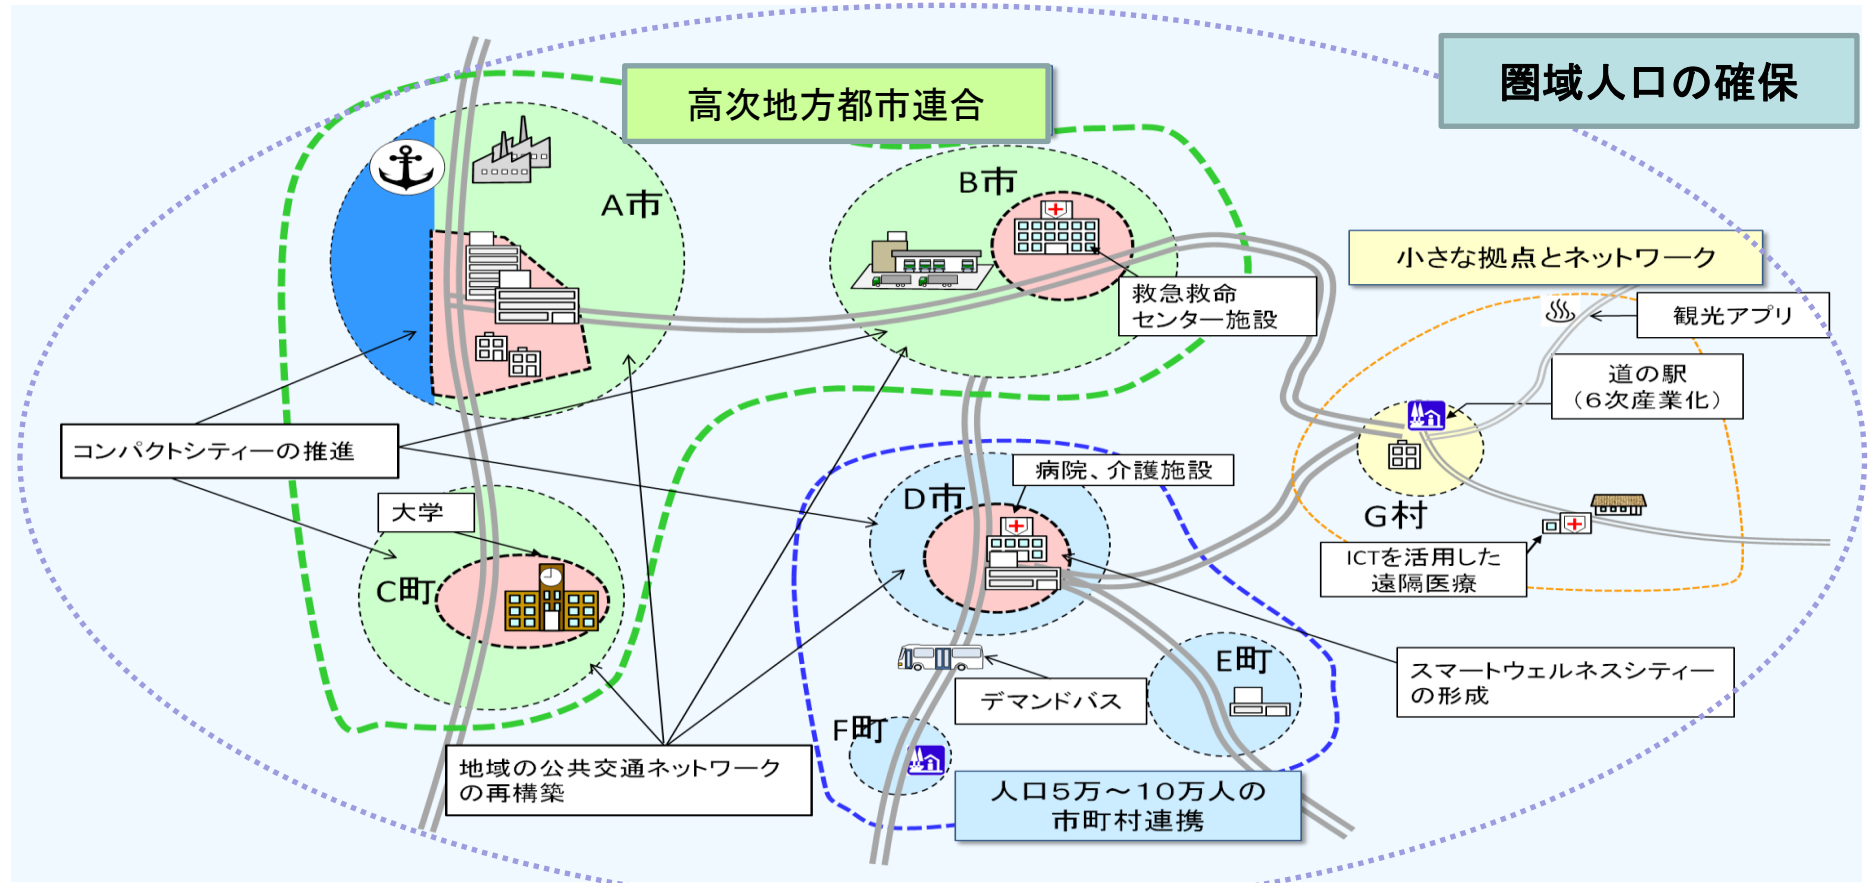 圏域人口の確保
高次地方都市連合
A市
B市
救急救命
センター施設
小さな拠点とネットワーク
観光アプリ
道の駅
（６次産業化）
コンパクトシティーの推進
大学
C町
D市
病院、介護施設
G村
ICTを活用した
遠隔医療
E町
スマートウェルネスシティー
の形成
デマンドバス
F町
地域の公共交通ネットワーク
の再構築
人口５万～１０万人の
市町村連携